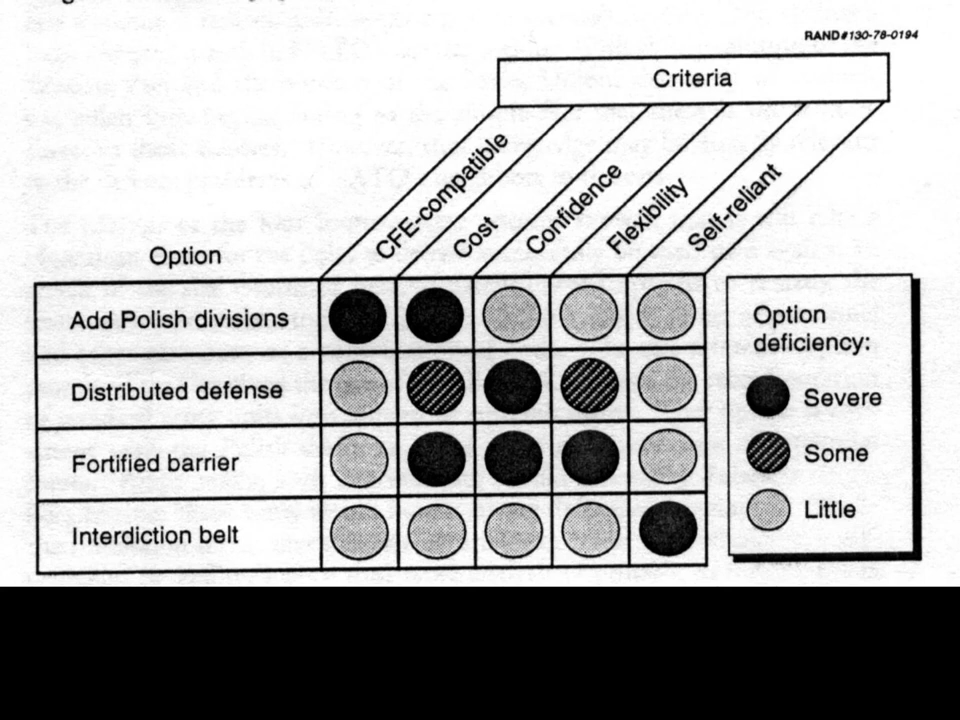 RAND#130-78-0194
Criteria
CFE-compatible
Cost
Confidence
Flexibility
Self-reliant
Option
Add Polish divisions
Distributed defense
Fortified barrier
Interdiction belt
Option
deficiency:
Severe
Some
Little